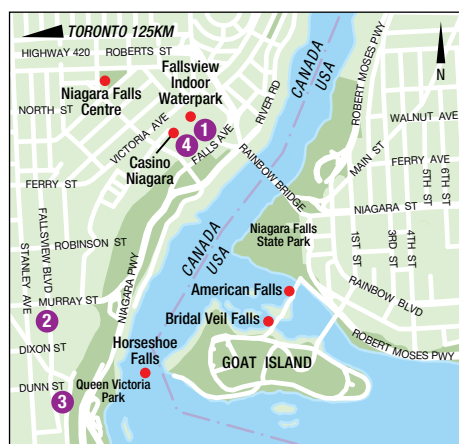 TORONTO 125KM
HIGHWAY 420
ROBERTS ST
Fallsview
Indoor
Waterpark
Niagara Falls
Centre
NORTH ST
VICTORIA AVE
1
4
Casino
Niagara
FALLS AVE
RIVER RD
CANADA
USA
ROBERT MOSES PWY
N
WALNUT AVE
MAIN ST
FERRY AVE
5TH ST
6TH ST
NIAGARA ST
RAINBOW BRIDGE
FERRY ST
FALLSVIEW BLVD
STANLEY AVE
ROBINSON ST
NIAGARA PWY
CANADA
USA
Niagara Falls
State Park
1ST ST
3RD ST
4TH ST
RAINBOW BLVD
American Falls
MURRAY ST
2
Bridal Veil Falls
ROBERT MOSES PWY
DIXON ST
Horseshoe
Falls
GOAT ISLAND
DUNN ST
3
Queen Victoria
Park